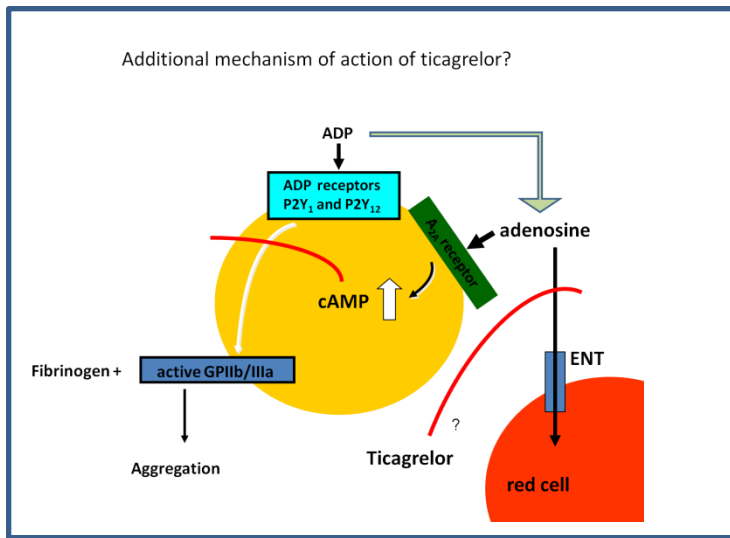 Additional mechanism of action of ticagrelor?
ADP
ADP receptors
P2Y₁ and P2Y₁₂
A₂A receptor
adenosine
cAMP
ENT
Fibrinogen +
active GPIIb/IIIa
?
Ticagrelor
Aggregation
red cell